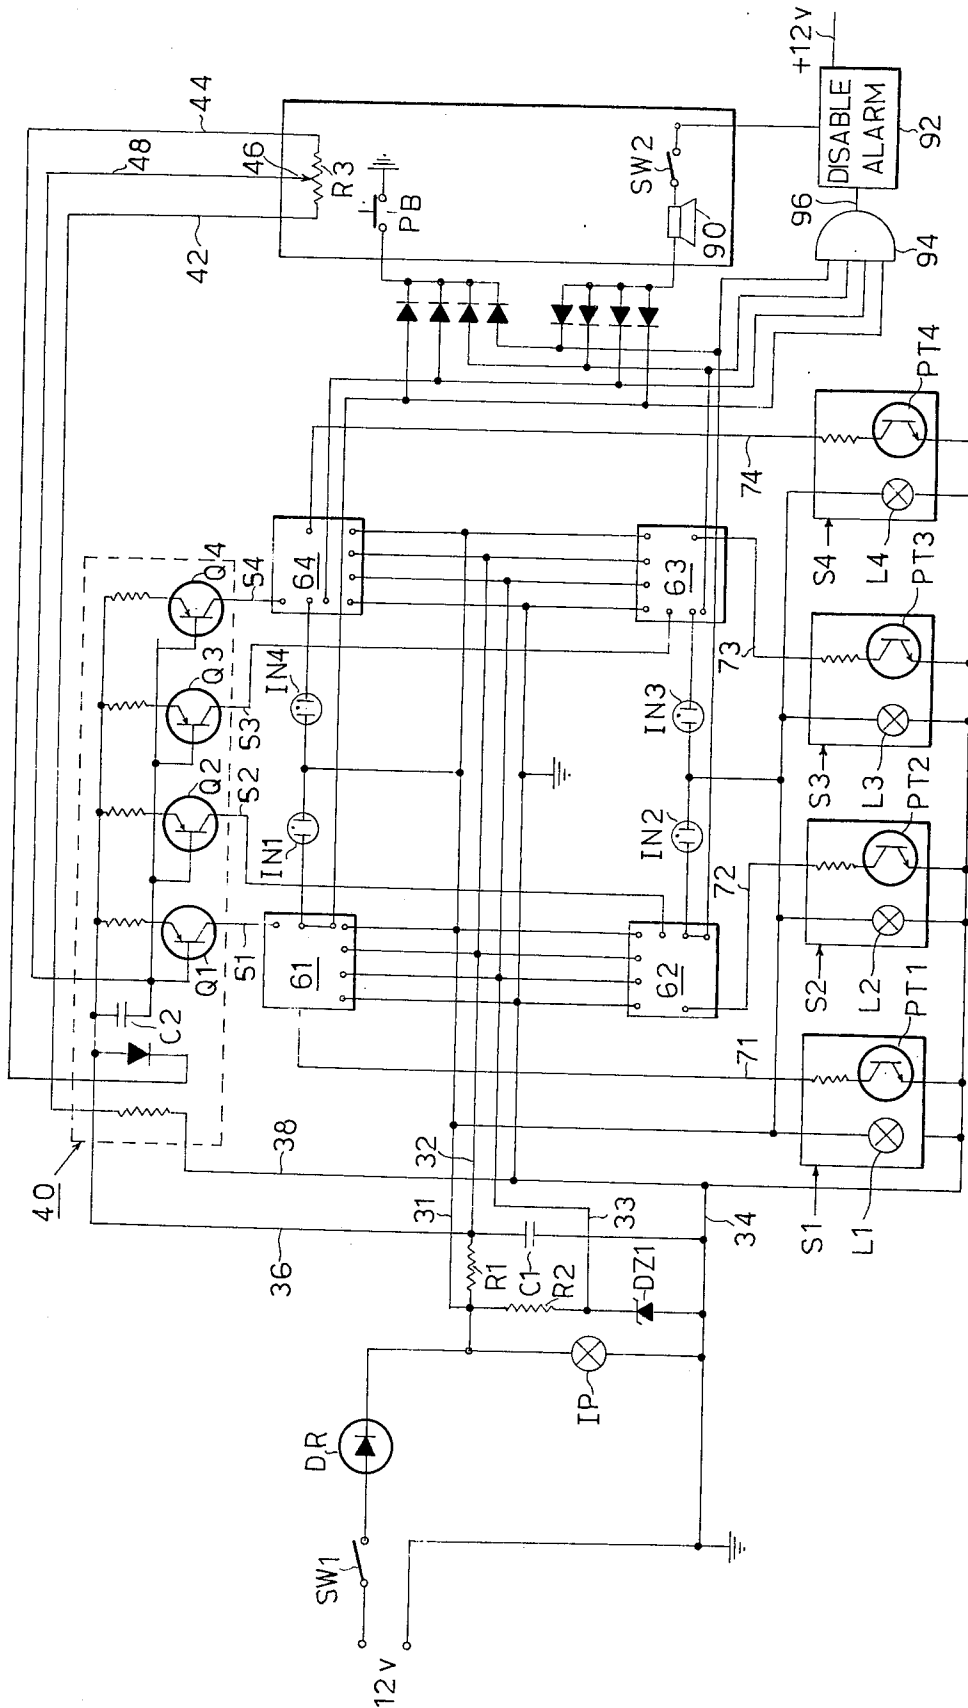 40
36
38
42
48
44
46
R3
PB
SW2
90
+12V
DISABLE
ALARM
92
96
94
C2
Q1
Q2
Q3
Q4
S1
S2
S3
S4
61
64
62
63
IN1
IN4
IN2
IN3
31
32
33
34
R1
C1
R2
DZ1
IP
DR
SW1
12V
71
72
73
74
S1
L1
PT1
S2
L2
PT2
S3
L3
PT3
S4
L4
PT4